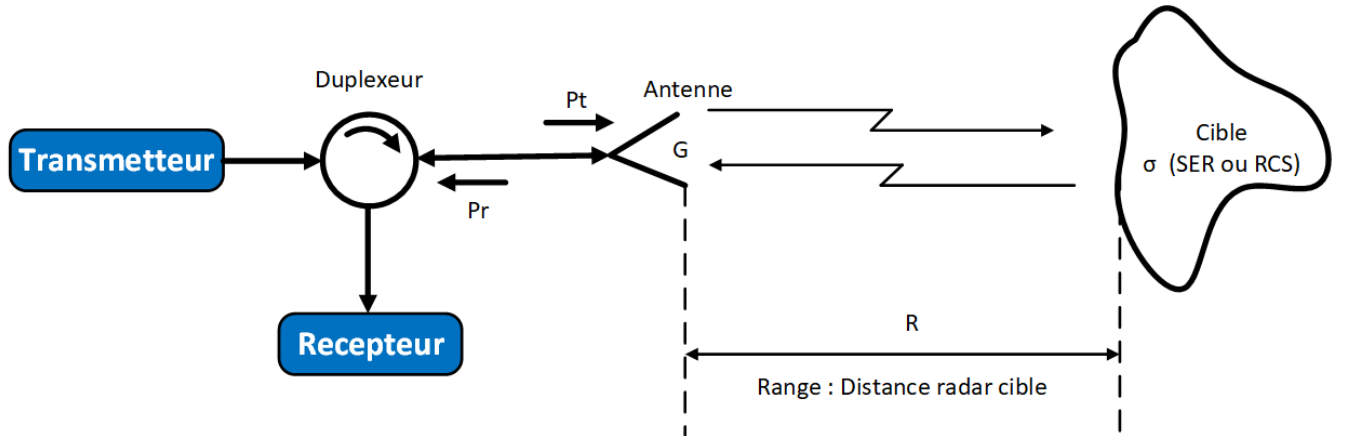 Duplexeur
Pt
Antenne
Transmetteur
G
Cible
σ (SER ou RCS)
Pr
Recepteur
R
Range : Distance radar cible